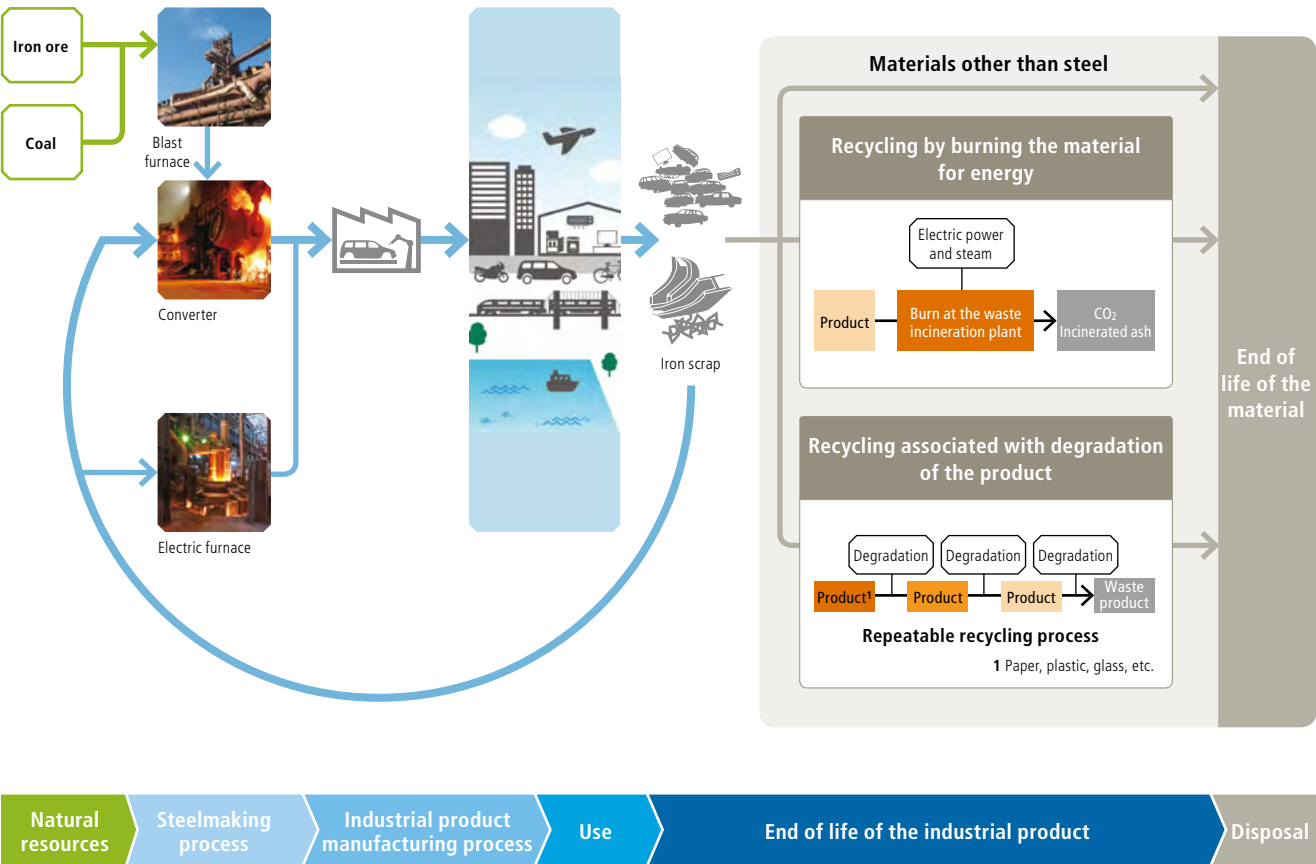 Iron ore
Coal
Blast
furnace
Converter
Electric furnace
Iron scrap
Materials other than steel
Recycling by burning the material
for energy
Electric power
and steam
Product
Burn at the waste
incineration plant
CO₂
Incinerated ash
Recycling associated with degradation
of the product
Degradation
Degradation
Degradation
Product¹
Product
Product
Waste
product
Repeatable recycling process
1 Paper, plastic, glass, etc.
End of
life of the
material
Natural
resources
Steelmaking
process
Industrial product
manufacturing process
Use
End of life of the industrial product
Disposal